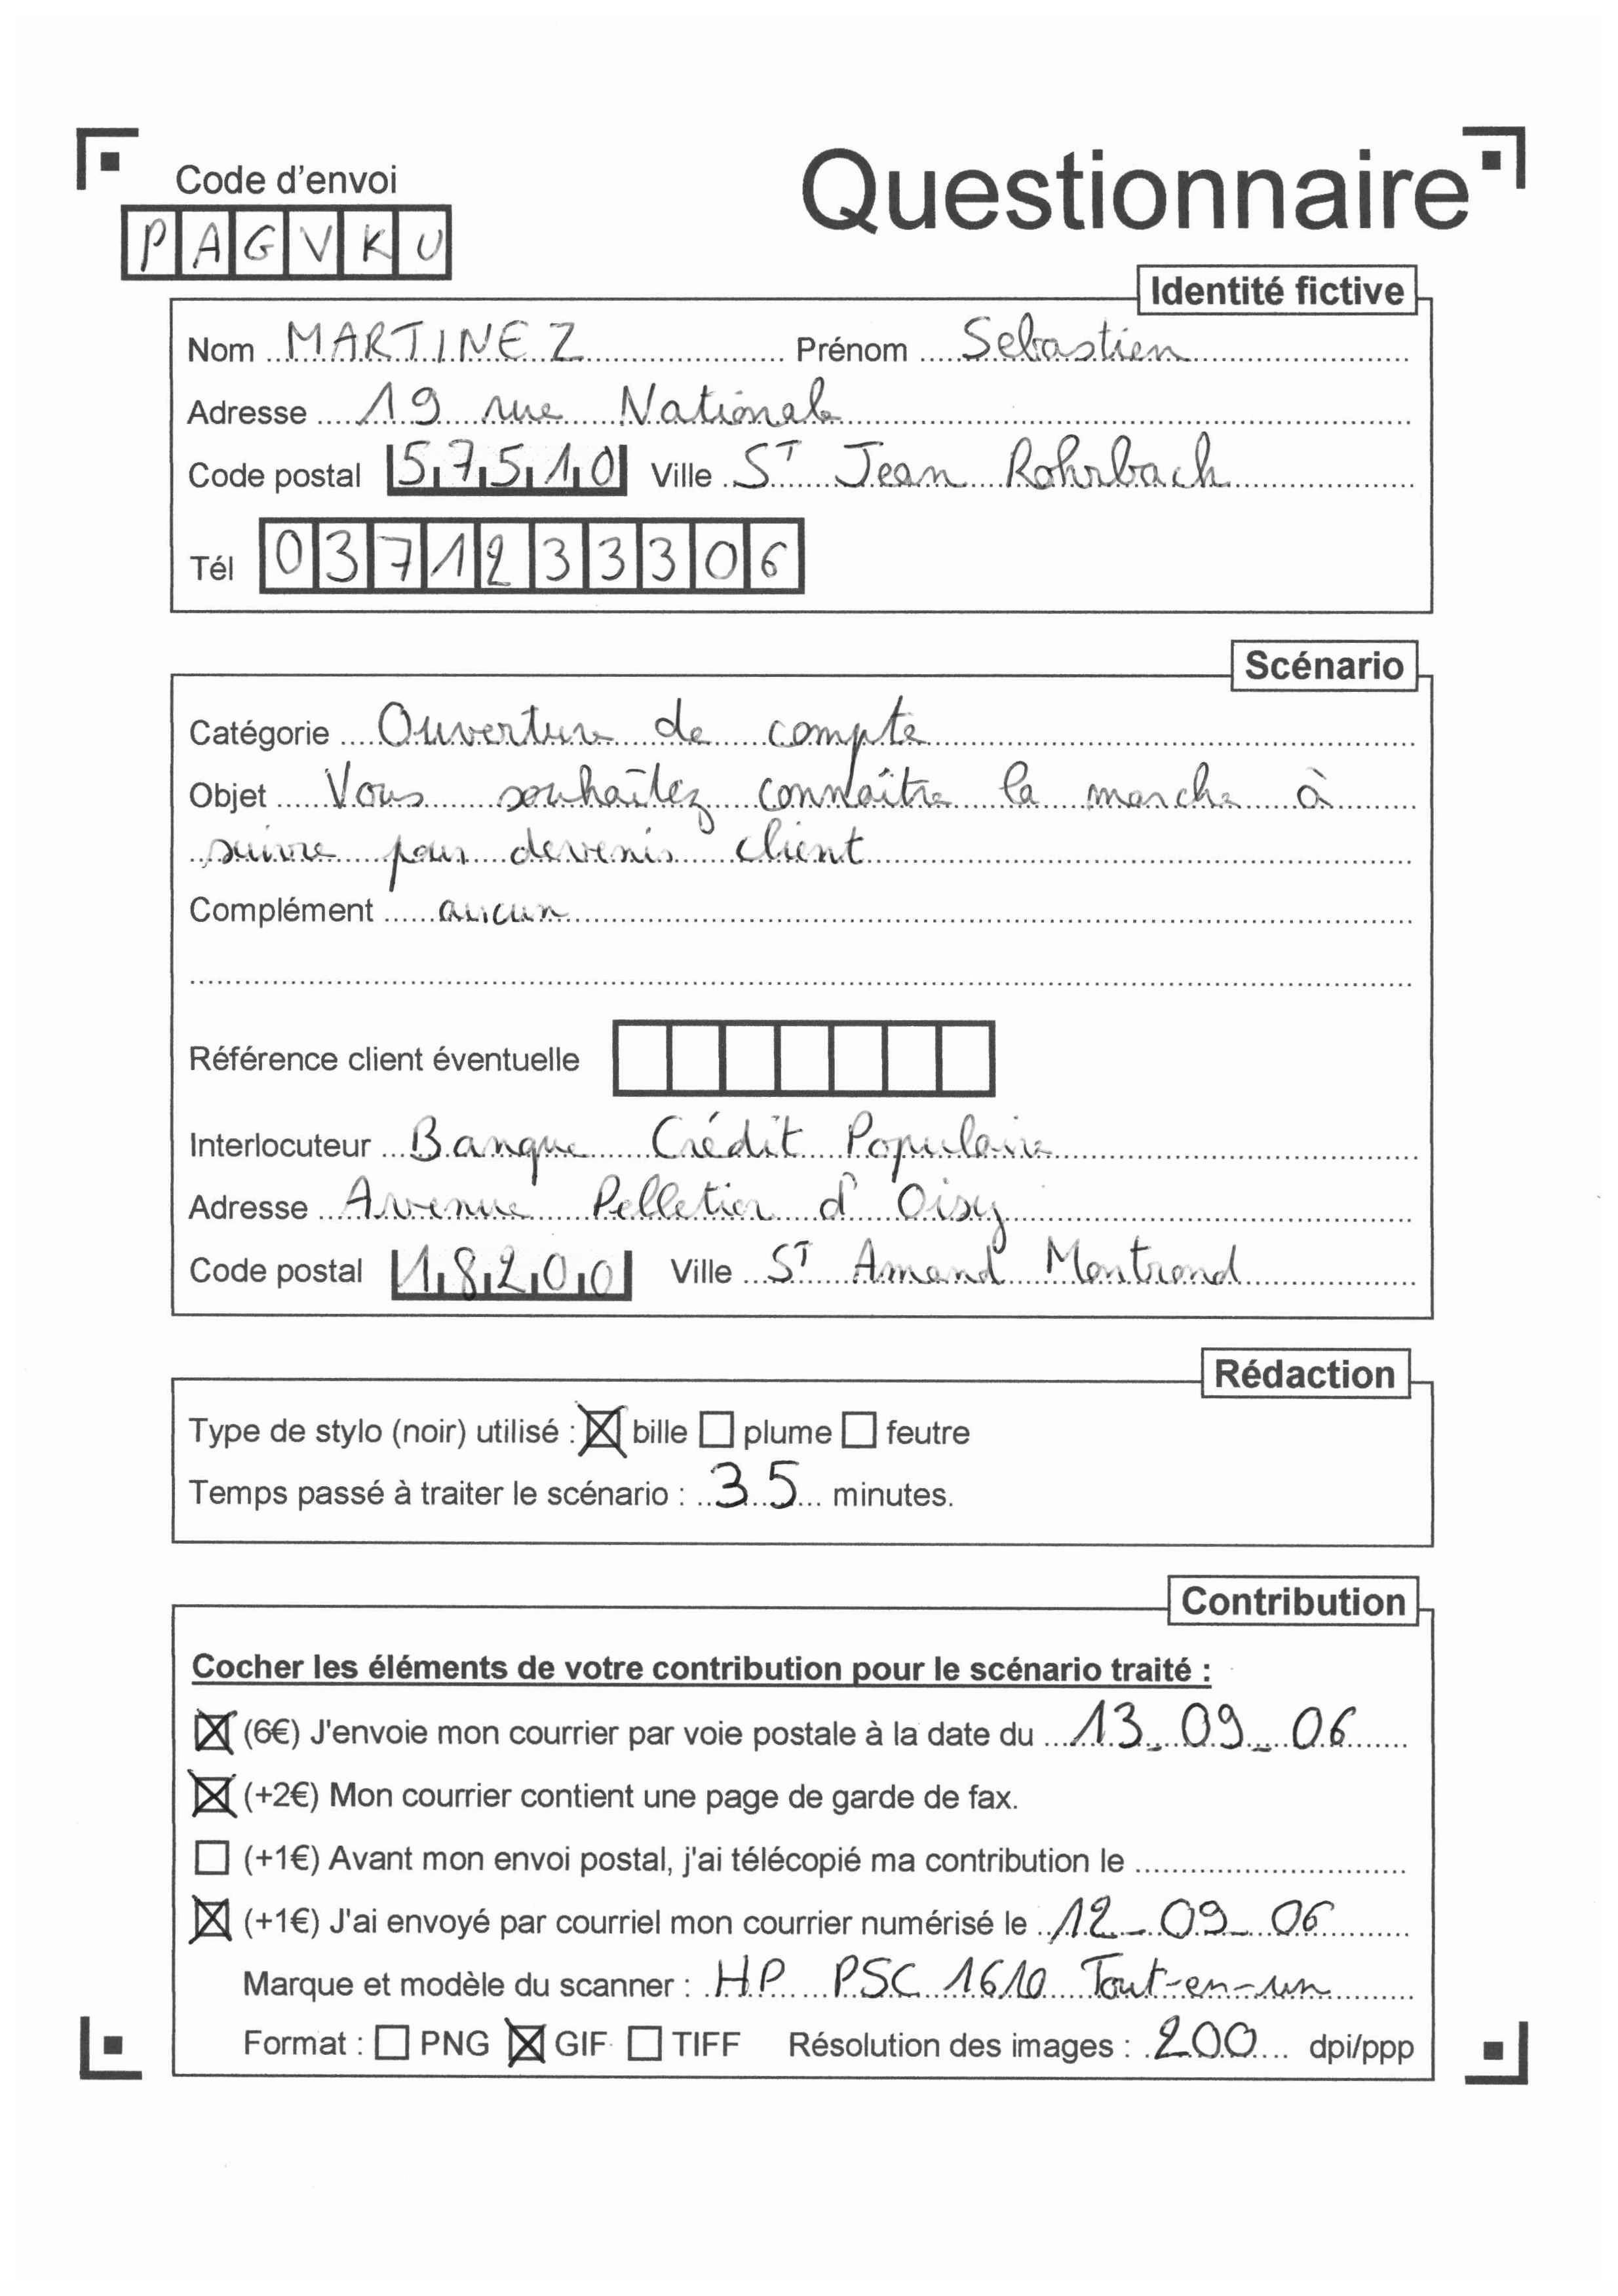 Questionnaire
Code d'envoi
PAGVKU
Identité fictive
Nom MARTINEZ Prénom Sebastien
Adresse 19 rue Nationale
Code postal 57510 Ville ST Jean Rohrbach
Tél 0371233306
Scénario
Catégorie Ouverture de compte
Objet Vous souhaitez connaître la marche à
suivre pour devenir client
Complément aucun
Référence client éventuelle
Interlocuteur Banque Crédit Populaire
Adresse Avenue Pelletier d'Oisy
Code postal 18200 Ville ST Amand Montrond
Rédaction
Type de stylo (noir) utilisé : ☒ bille ☐ plume ☐ feutre
Temps passé à traiter le scénario : 35 minutes.
Contribution
Cocher les éléments de votre contribution pour le scénario traité :
☒ (6€) J'envoie mon courrier par voie postale à la date du 13_09_06
☒ (+2€) Mon courrier contient une page de garde de fax.
☐ (+1€) Avant mon envoi postal, j'ai télécopié ma contribution le
☒ (+1€) J'ai envoyé par courriel mon courrier numérisé le 12_09_06
Marque et modèle du scanner : HP PSC 1610 Tout-en-un
Format : ☐ PNG ☒ GIF ☐ TIFF Résolution des images : 200 dpi/ppp